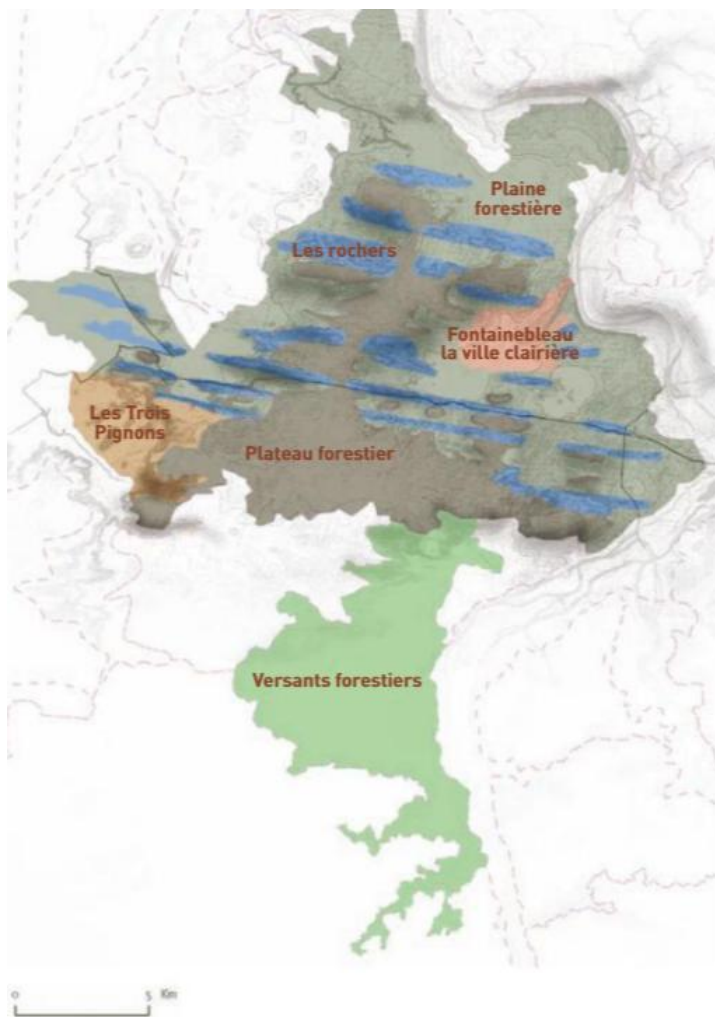 Plaine
forestière
Les rochers
Fontainebleau
la ville clairière
Les Trois
Pignons
Plateau forestier
Versants forestiers
0 5 Km